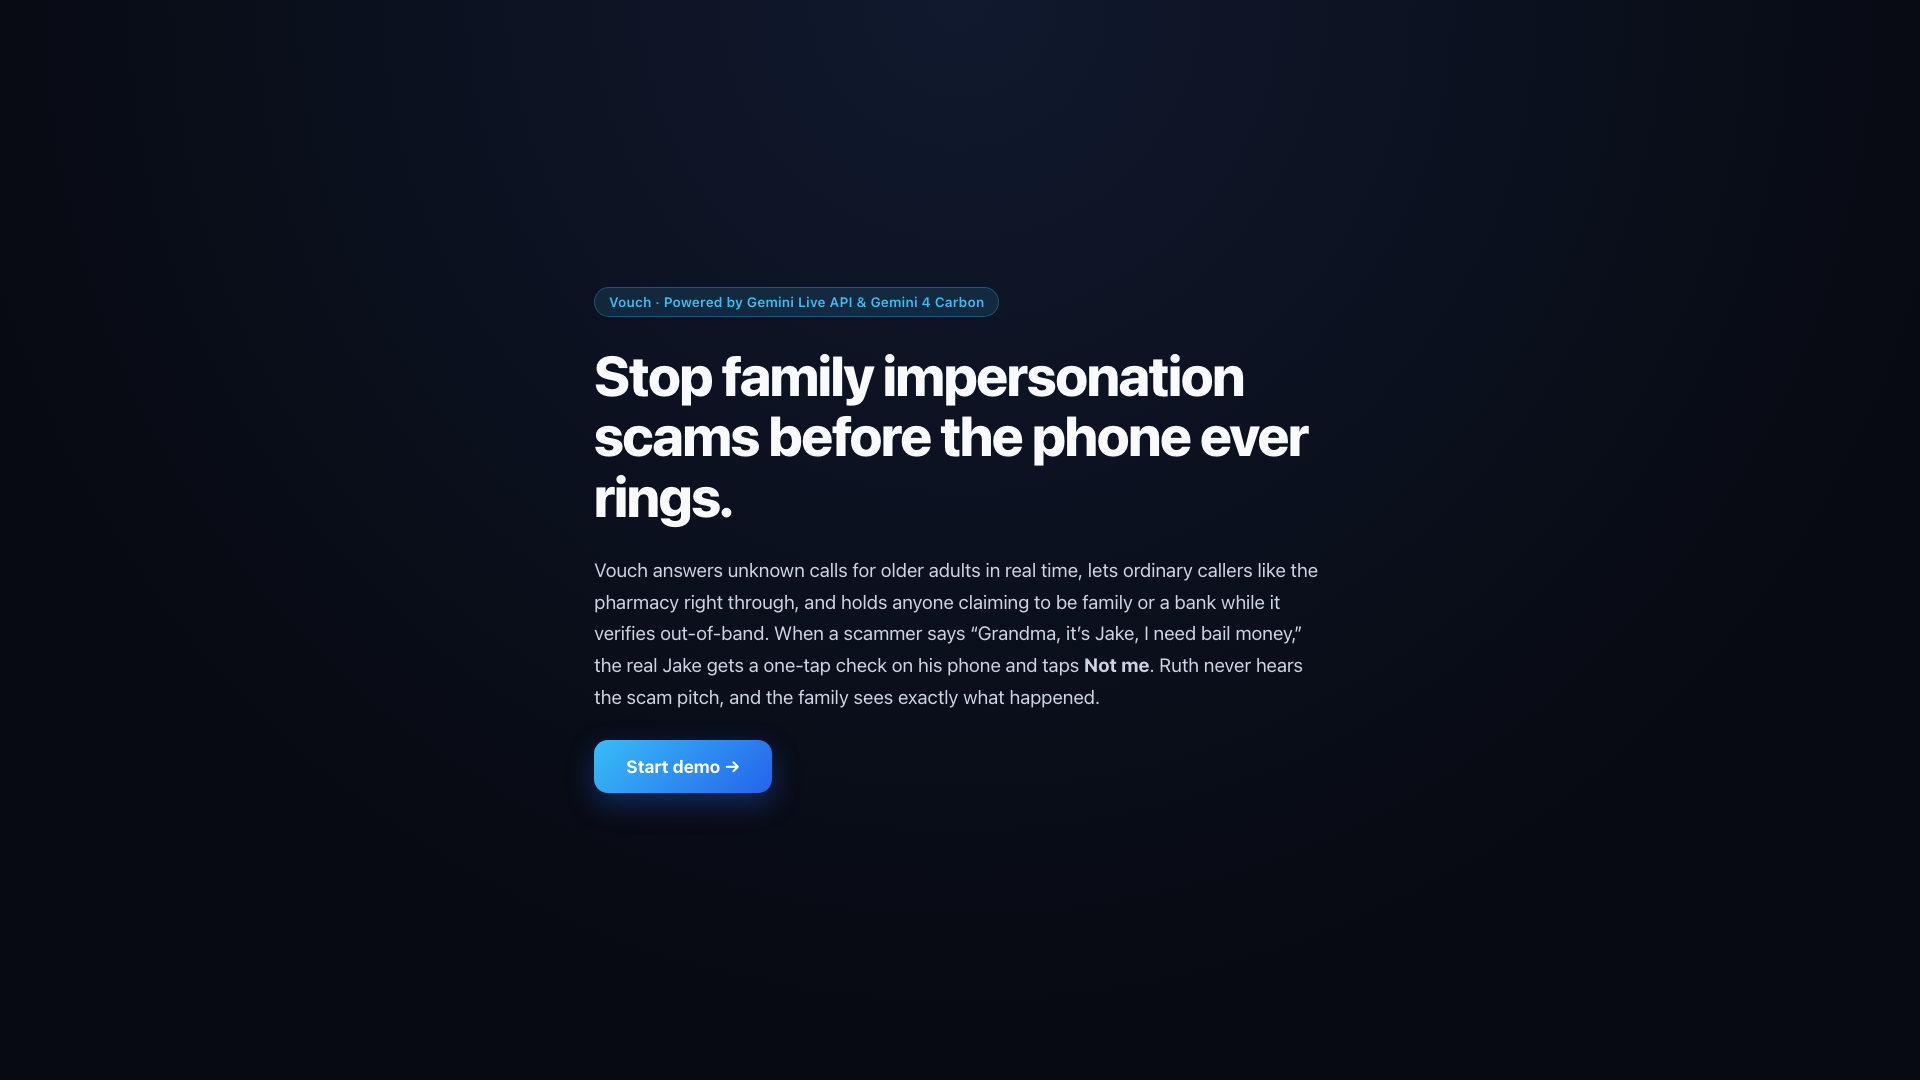 Vouch · Powered by Gemini Live API & Gemini 4 Carbon
Stop family impersonation
scams before the phone ever
rings.
Vouch answers unknown calls for older adults in real time, lets ordinary callers like the
pharmacy right through, and holds anyone claiming to be family or a bank while it
verifies out-of-band. When a scammer says “Grandma, it’s Jake, I need bail money,”
the real Jake gets a one-tap check on his phone and taps Not me. Ruth never hears
the scam pitch, and the family sees exactly what happened.
Start demo →